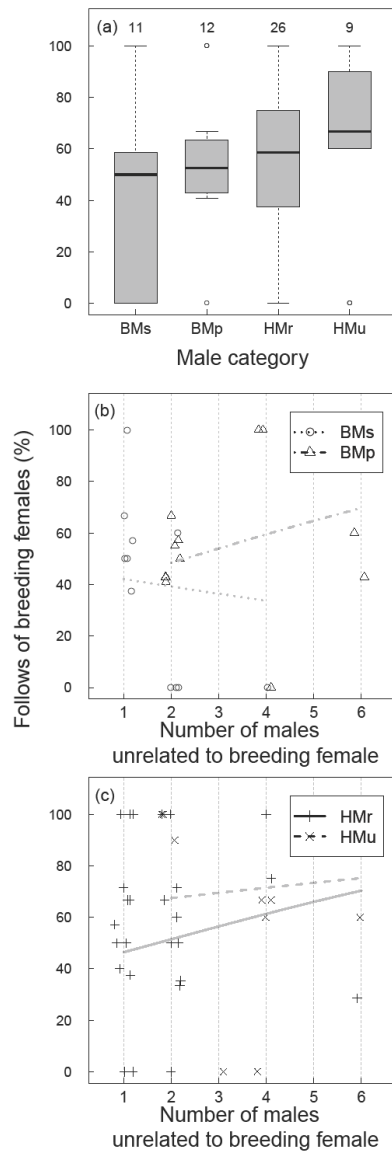 (a) 11 12 26 9
100
80
60
40
20
0
BMs BMp HMr HMu
Male category
Follows of breeding females (%)
(b)
BMs
BMp
100
80
60
40
20
0
1 2 3 4 5 6
Number of males
unrelated to breeding female
(c)
HMr
HMu
100
80
60
40
20
0
1 2 3 4 5 6
Number of males
unrelated to breeding female